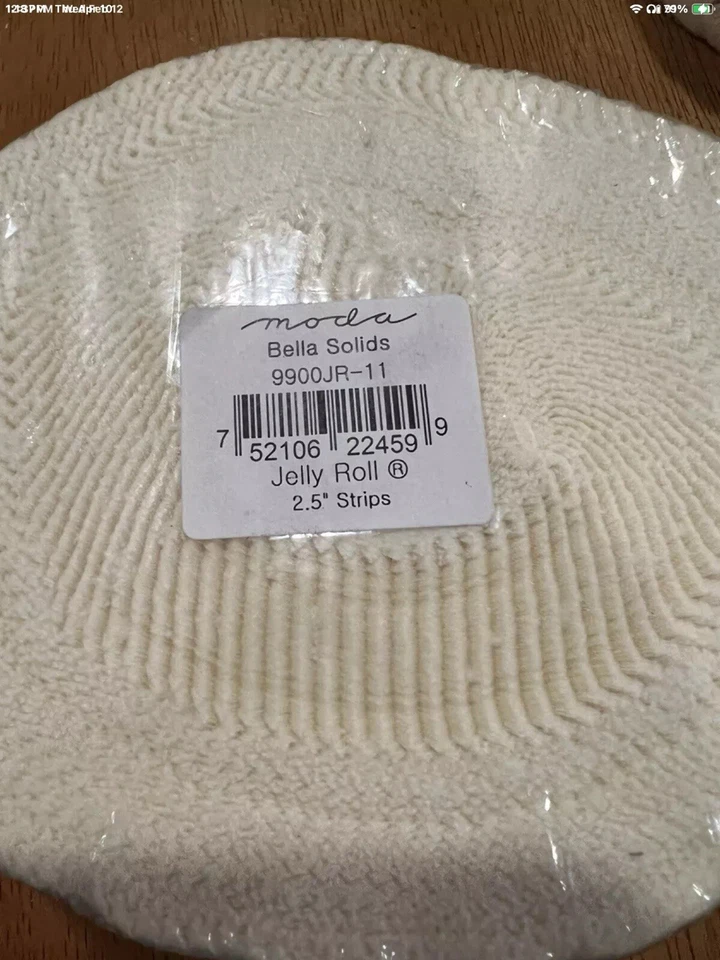 moda
Bella Solids
9900JR-11
7 52106 22459 9
Jelly Roll ®
2.5" Strips